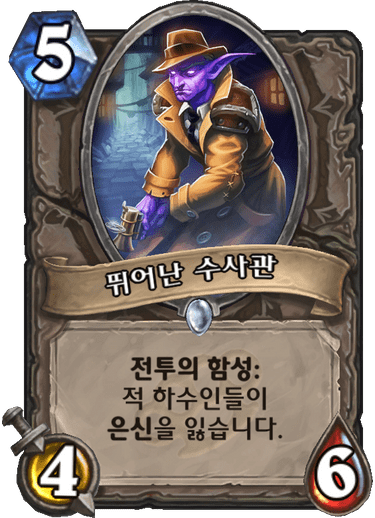 5
뛰어난 수사관
전투의 함성:
적 하수인들이
은신을 잃습니다.
4
6